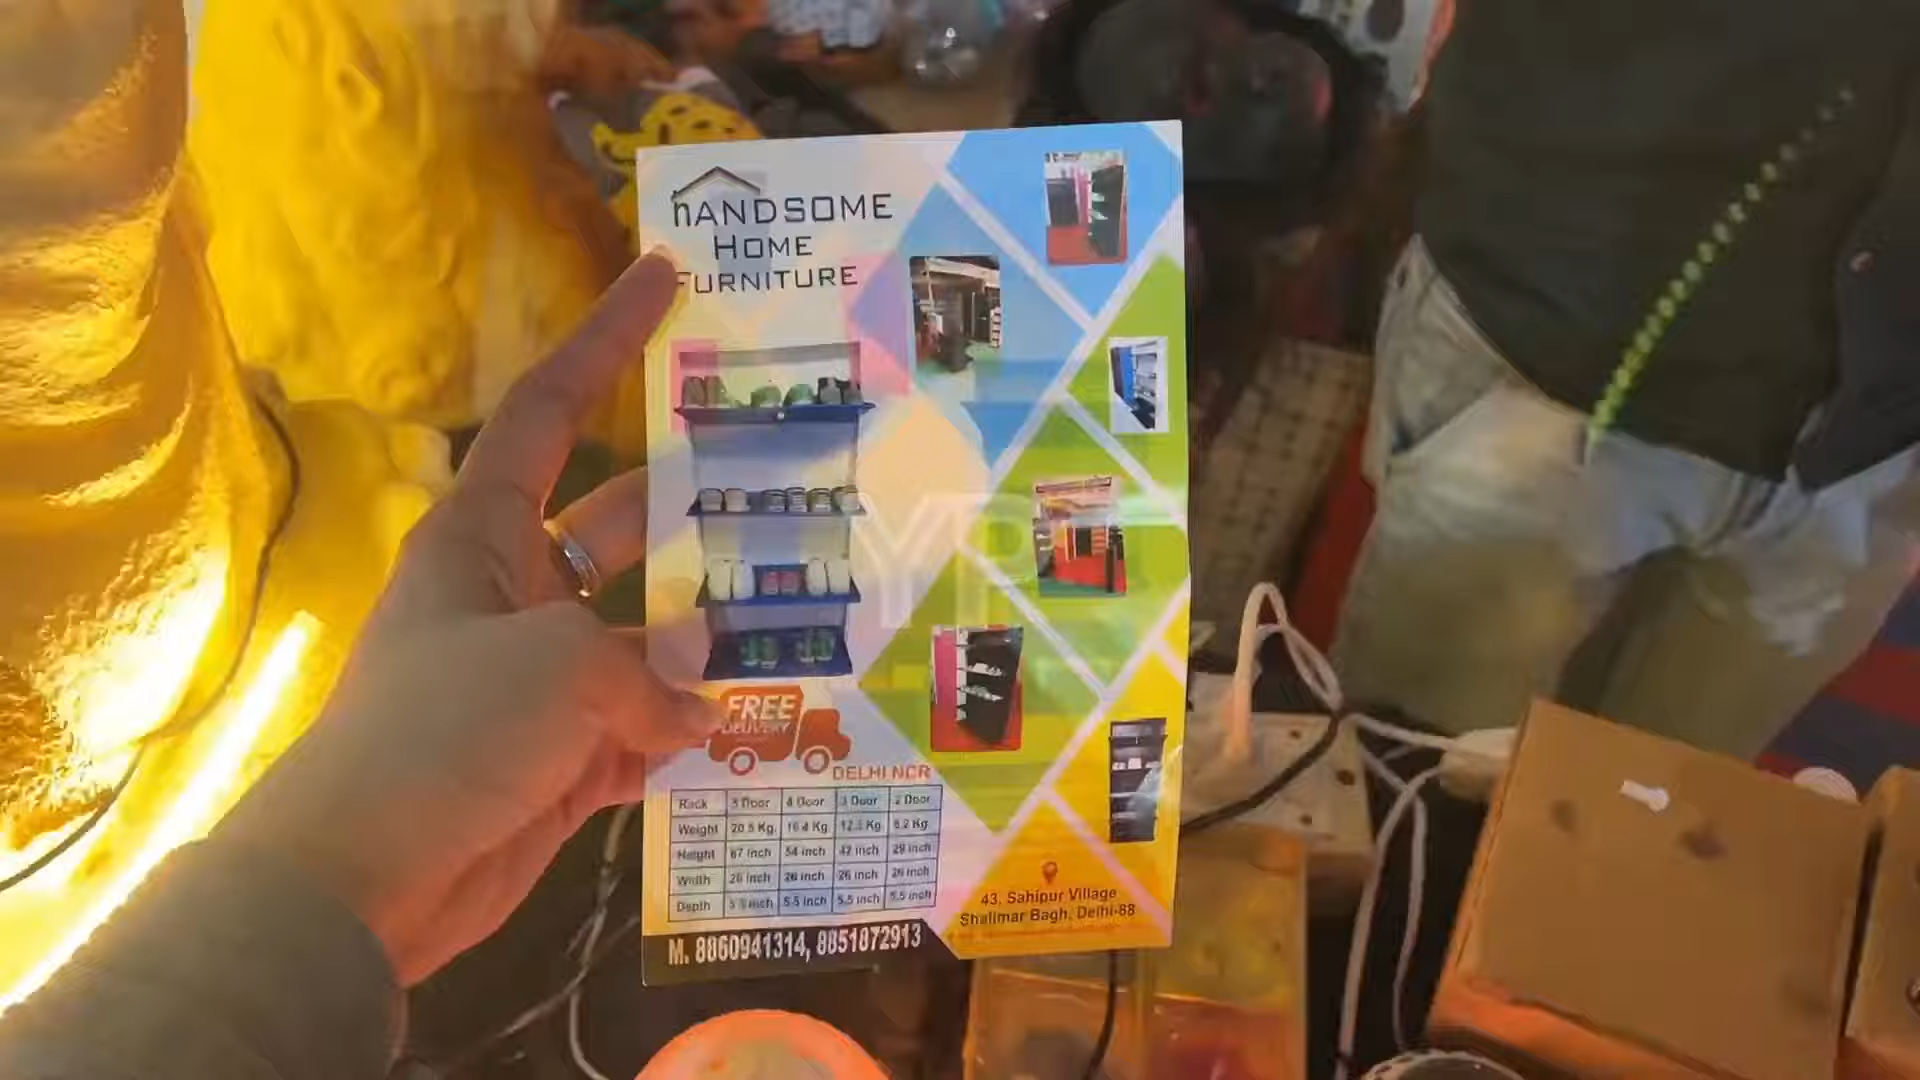 hANDSOME
HOME
FURNITURE
FREE
DELIVERY
DELHI NCR
Rack 5 Door 4 Door 3 Door 2 Door
Weight 20.5 Kg. 16.4 Kg. 12.3 Kg. 8.2 Kg.
Height 67 inch 54 inch 42 inch 29 inch
Width 26 inch 26 inch 26 inch 26 inch
Depth 5.5 inch 5.5 inch 5.5 inch 5.5 inch
M. 8860941314, 8851872913
43, Sahipur Village
Shalimar Bagh, Delhi-88
YP